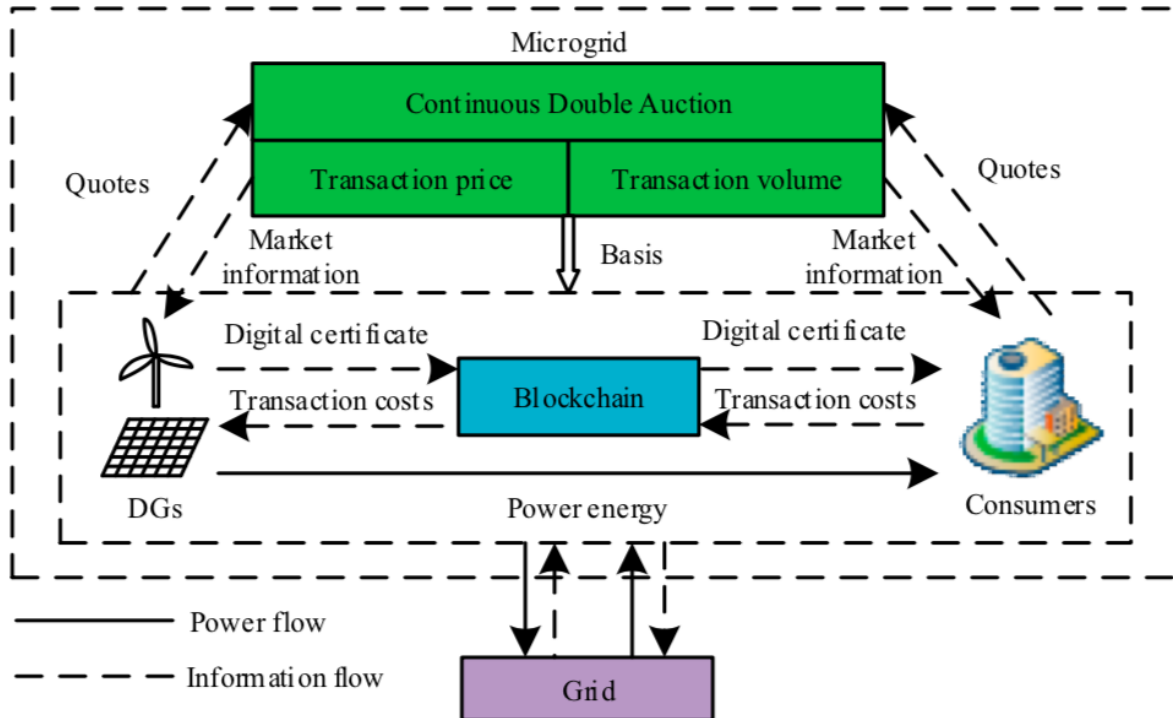 Microgrid
Continuous Double Auction
Transaction price
Transaction volume
Quotes
Quotes
Market
information
Basis
Market
information
Digital certificate
Digital certificate
Blockchain
Transaction costs
Transaction costs
DGs
Power energy
Consumers
Power flow
Information flow
Grid